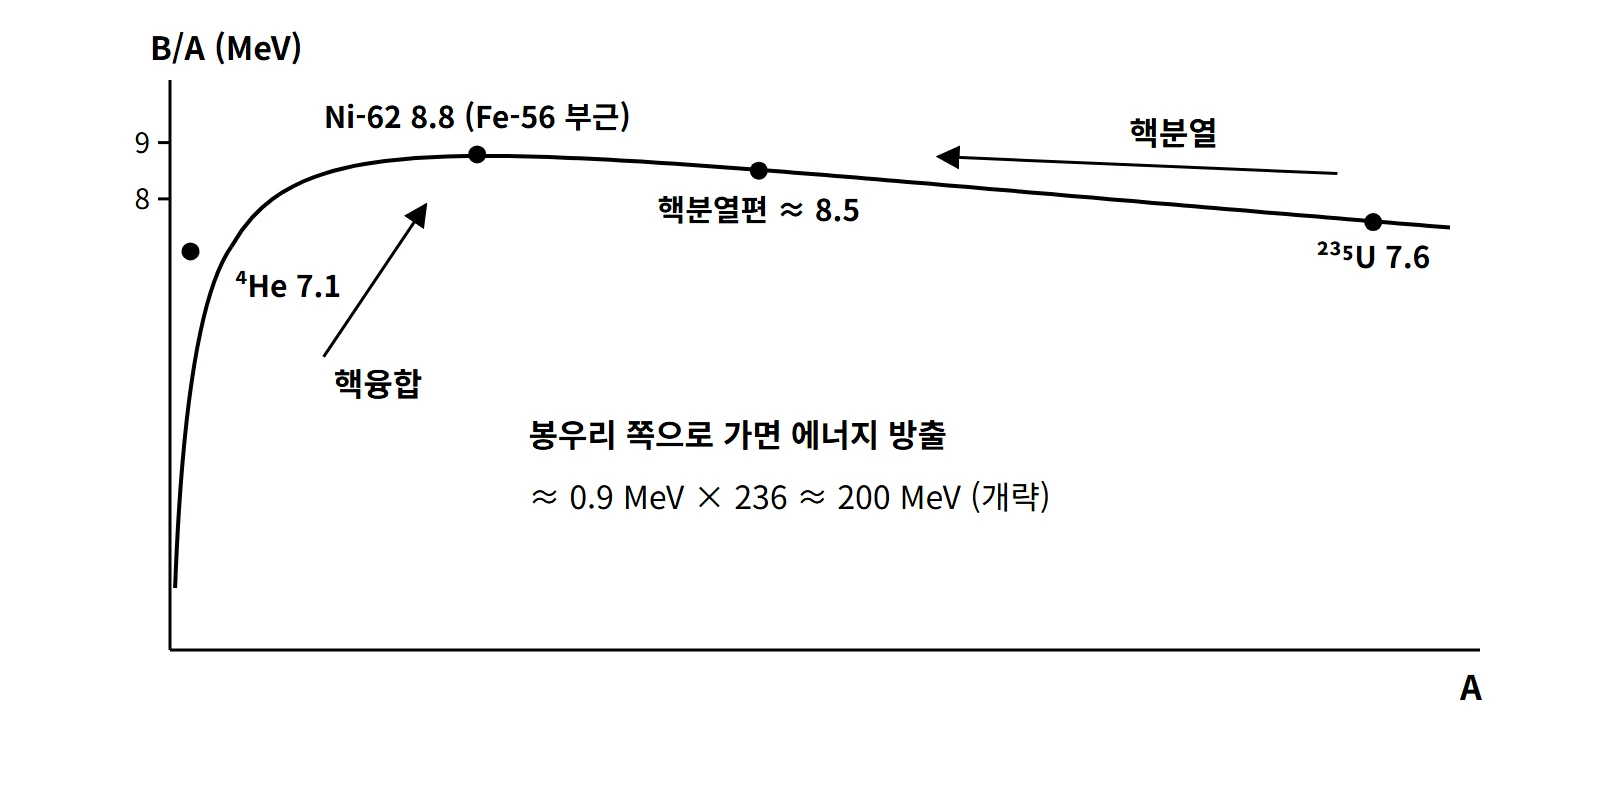 B/A (MeV)
Ni-62 8.8 (Fe-56 부근)
핵분열
9
8
핵분열편 ≈ 8.5
²³⁵U 7.6
⁴He 7.1
핵융합
봉우리 쪽으로 가면 에너지 방출
≈ 0.9 MeV × 236 ≈ 200 MeV (개략)
A